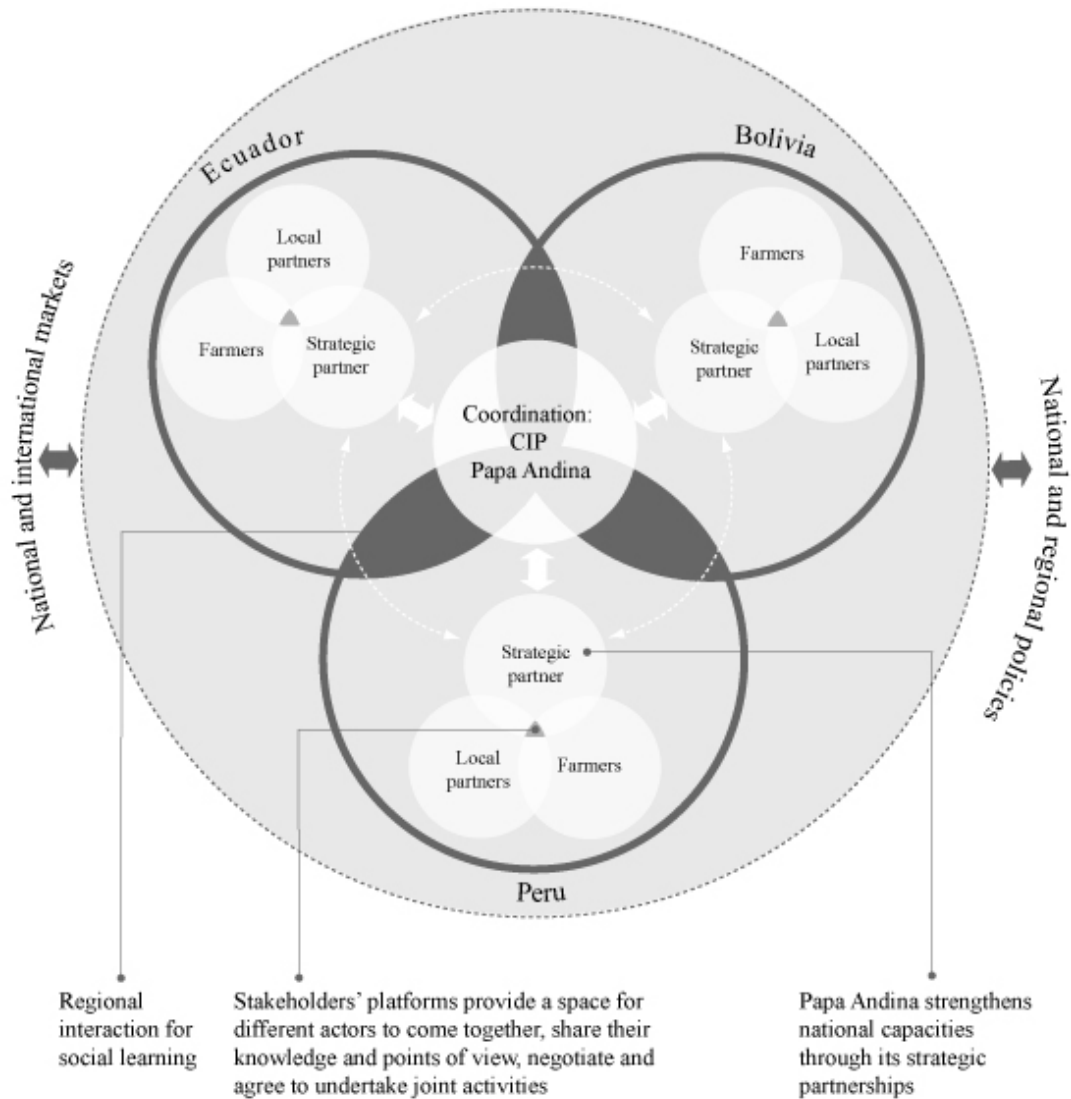 Ecuador
Bolivia
Local
partners
Farmers
Strategic
partner
Farmers
Strategic
partner
Local
partners
National and international markets
Coordination:
CIP
Papa Andina
National and regional policies
Strategic
partner
Local
partners
Farmers
Peru
Regional
interaction for
social learning
Stakeholders’ platforms provide a space for
different actors to come together, share their
knowledge and points of view, negotiate and
agree to undertake joint activities
Papa Andina strengthens
national capacities
through its strategic
partnerships